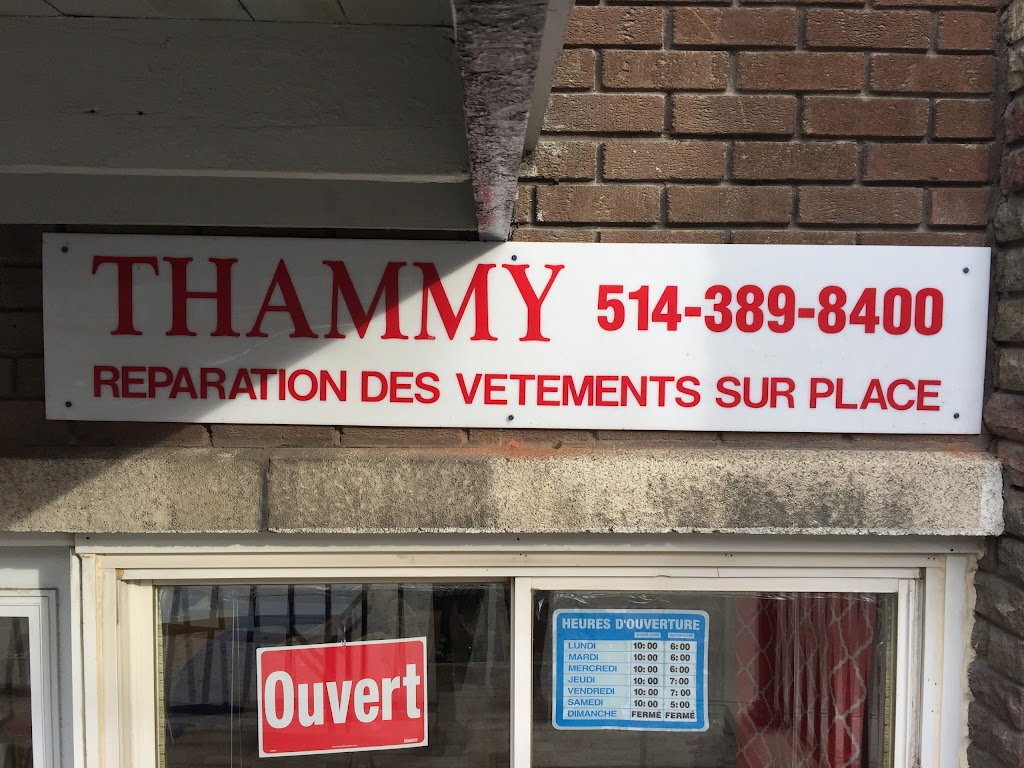 THAMMY 514-389-8400
REPARATION DES VETEMENTS SUR PLACE
Ouvert
HEURES D'OUVERTURE
LUNDI 10:00 6:00
MARDI 10:00 6:00
MERCREDI 10:00 6:00
JEUDI 10:00 7:00
VENDREDI 10:00 7:00
SAMEDI 10:00 5:00
DIMANCHE FERMÉ FERMÉ